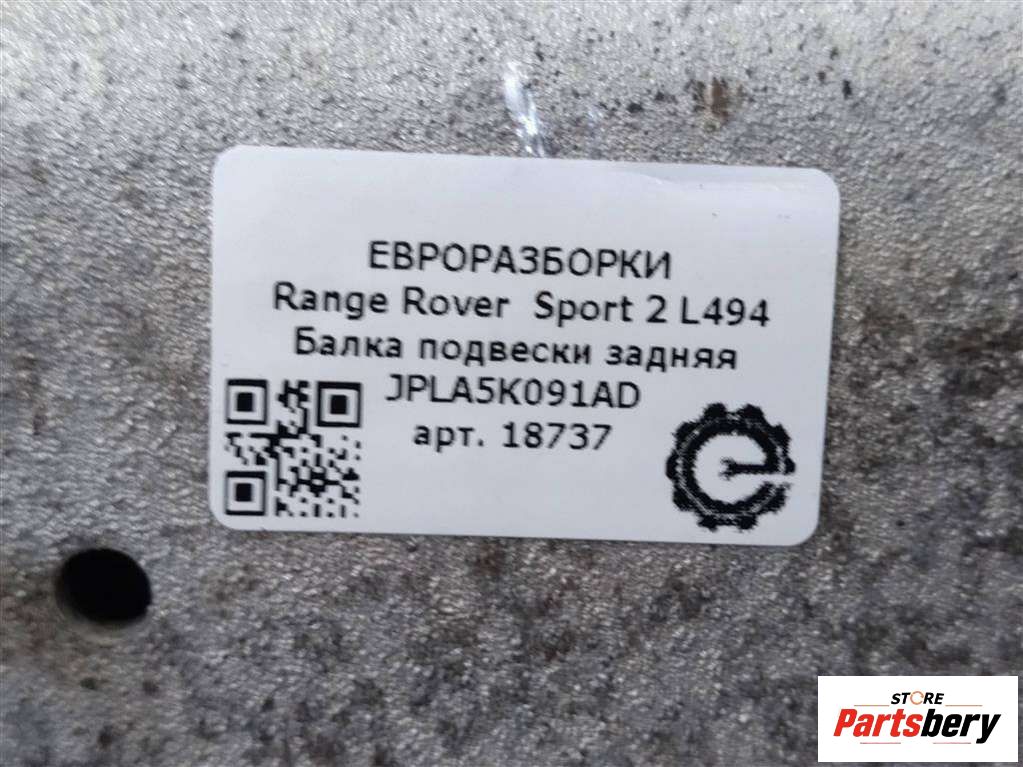 ЕВРОРАЗБОРКИ
Range Rover Sport 2 L494
Балка подвески задняя
JPLA5K091AD
арт. 18737
STORE
Partsbery